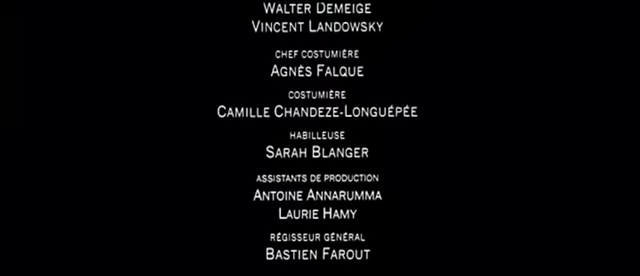 WALTER DEMEIGE
VINCENT LANDOWSKY
CHEF COSTUMIÈRE
AGNÈS FALQUE
COSTUMIÈRE
CAMILLE CHANDEZE-LONGUÉPÉE
HABILLEUSE
SARAH BLANGER
ASSISTANTS DE PRODUCTION
ANTOINE ANNARUMMA
LAURIE HAMY
RÉGISSEUR GÉNÉRAL
BASTIEN FAROUT